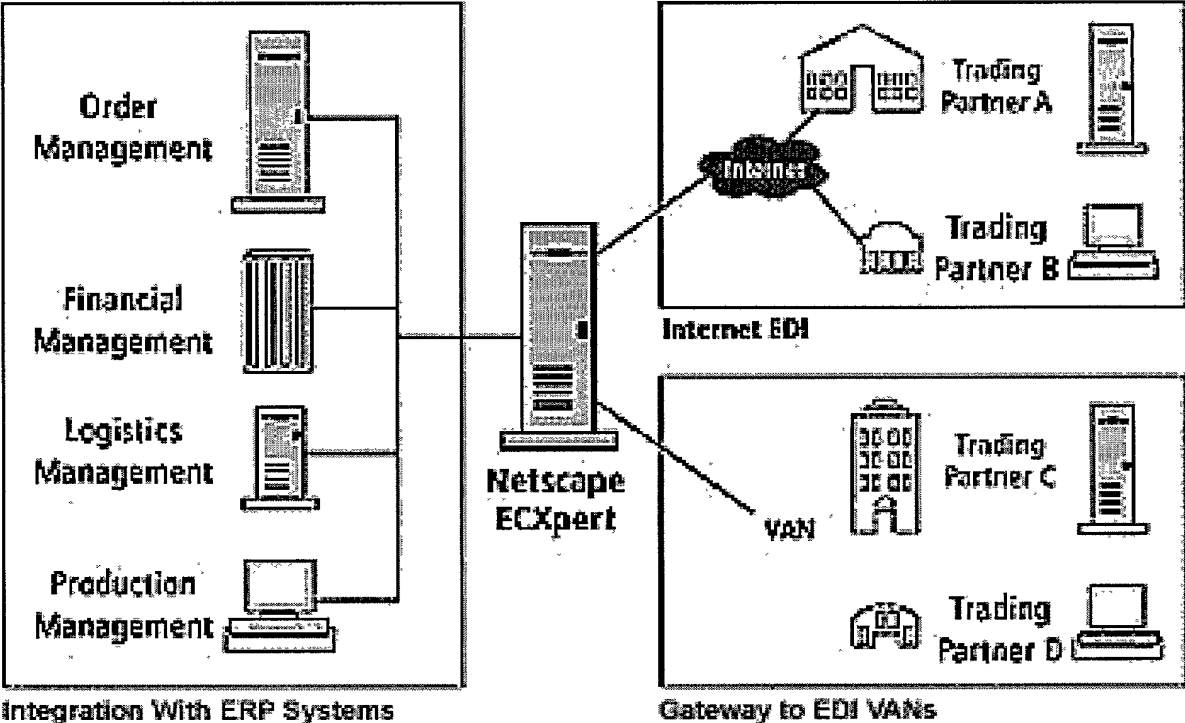 Order
Management
Financial
Management
Logistics
Management
Production
Management
Integration With ERP Systems
Netscape
ECXpert
Internet
Trading
Partner A
Trading
Partner B
Internet EDI
VAN
Trading
Partner C
Trading
Partner D
Gateway to EDI VANs